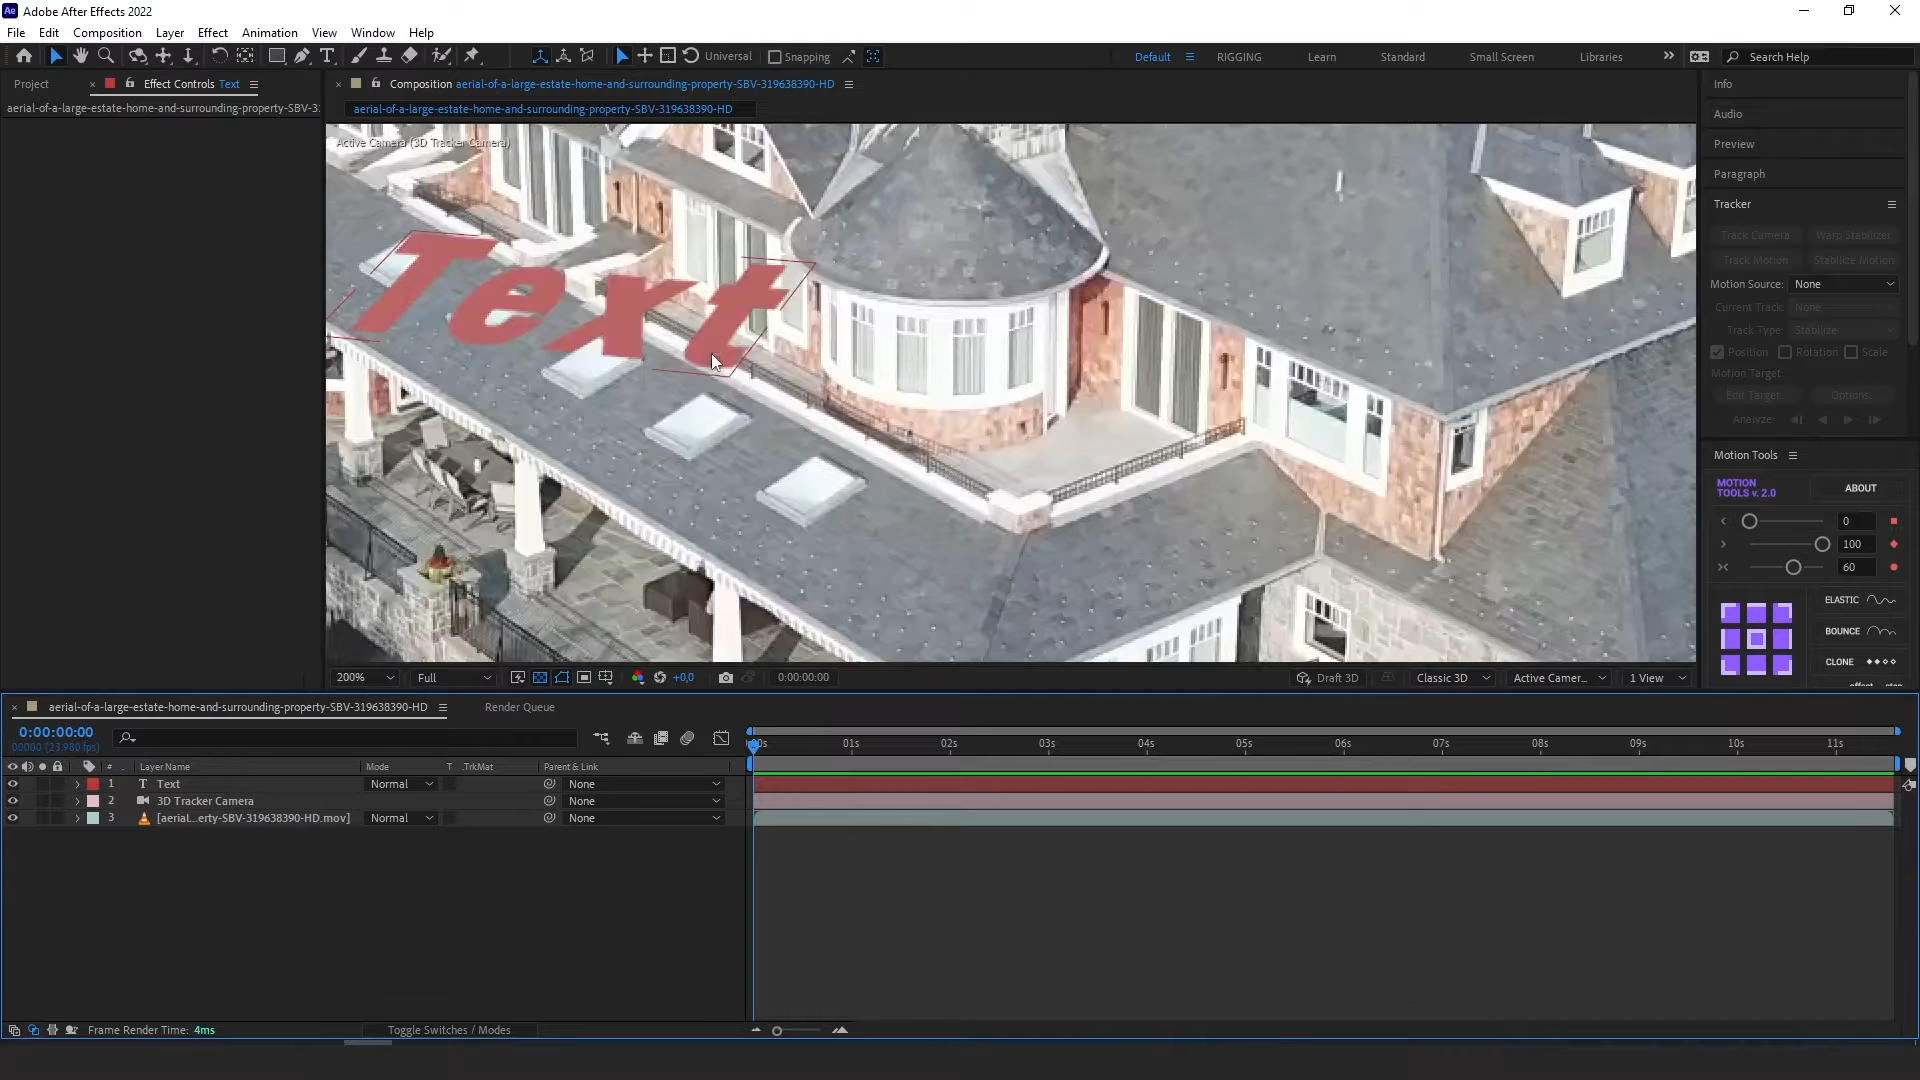 Ae Adobe After Effects 2022
File Edit Composition Layer Effect Animation View Window Help
Universal Snapping Default RIGGING Learn Standard Small Screen Libraries Search Help
Project Effect Controls Text
aerial-of-a-large-estate-home-and-surrounding-property-SBV-3
Composition aerial-of-a-large-estate-home-and-surrounding-property-SBV-319638390-HD
aerial-of-a-large-estate-home-and-surrounding-property-SBV-319638390-HD
Active Camera (3D Tracker Camera)
Text
200% Full +0,0 0:00:00:00 Draft 3D Classic 3D Active Camer... 1 View
Info
Audio
Preview
Paragraph
Tracker
Track Camera Warp Stabilizer
Track Motion Stabilize Motion
Motion Source: None
Current Track: None
Track Type: Stabilize
Position Rotation Scale
Motion Target:
Edit Target... Options...
Analyze:
Motion Tools
MOTION TOOLS v. 2.0 ABOUT
0
100
60
ELASTIC
BOUNCE
CLONE
aerial-of-a-large-estate-home-and-surrounding-property-SBV-319638390-HD Render Queue
0:00:00:00
00000 (23.980 fps)
01s 02s 03s 04s 05s 06s 07s 08s 09s 10s 11s
# Layer Name Mode T .TrkMat Parent & Link
1 T Text Normal None
2 3D Tracker Camera None
3 [aerial...erty-SBV-319638390-HD.mov] Normal None
Frame Render Time: 4ms Toggle Switches / Modes